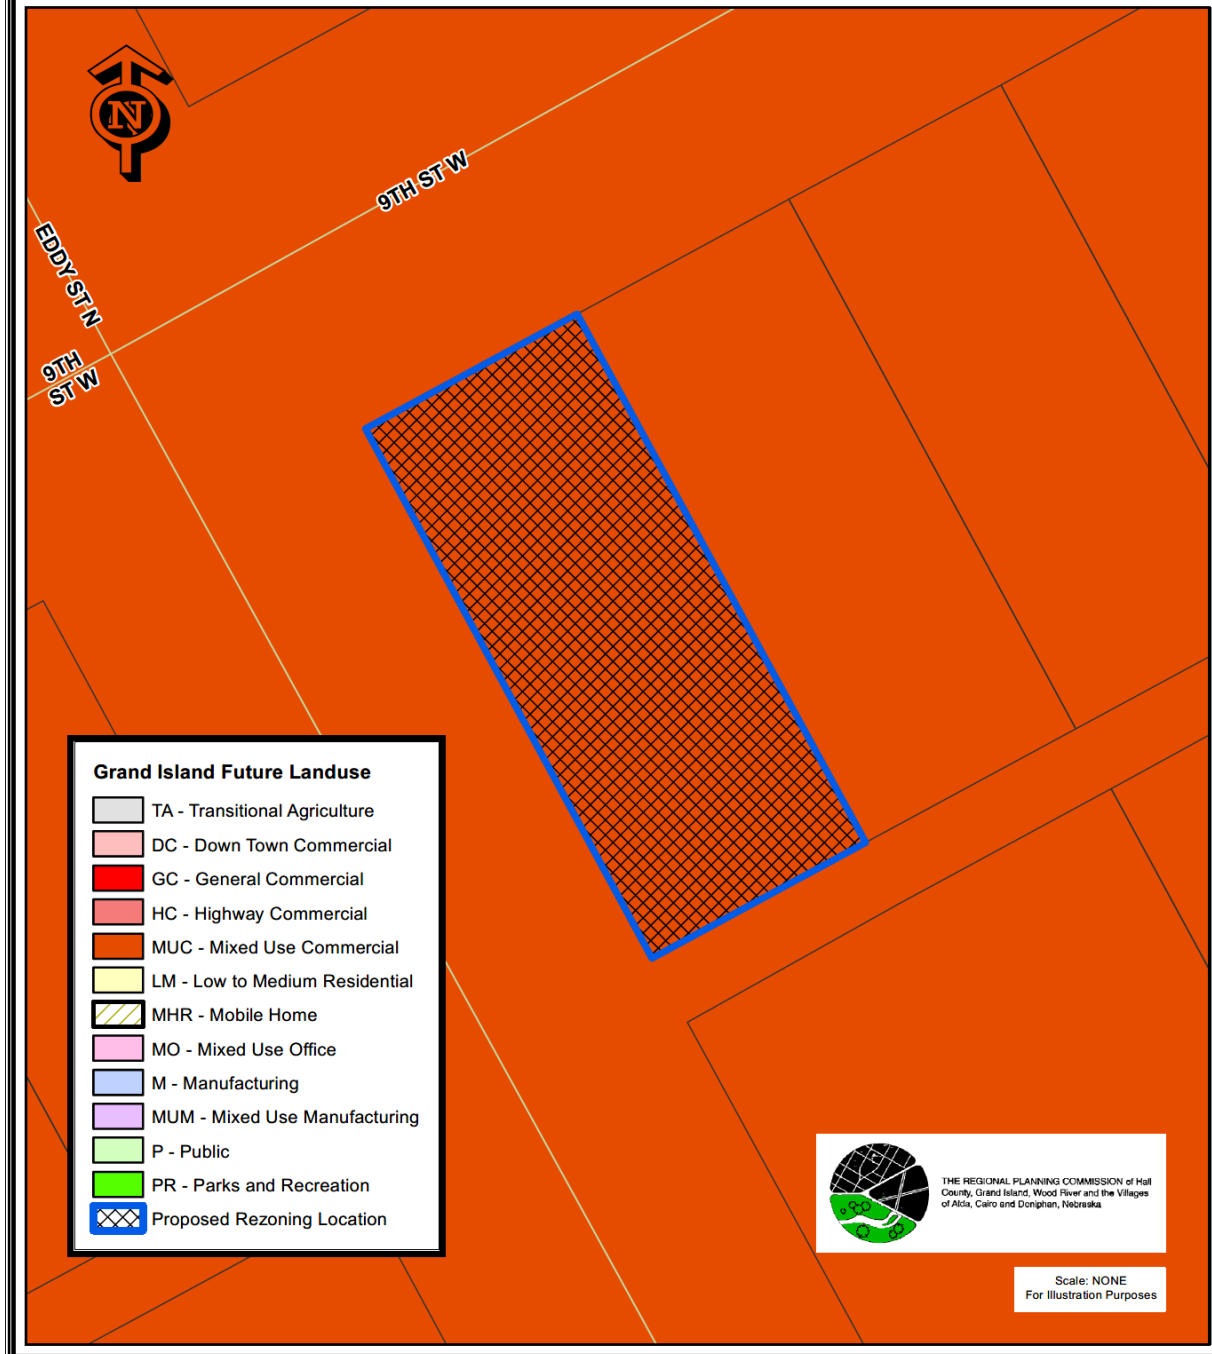 N
9TH ST W
EDDY ST N
9TH
ST W
Grand Island Future Landuse
TA - Transitional Agriculture
DC - Down Town Commercial
GC - General Commercial
HC - Highway Commercial
MUC - Mixed Use Commercial
LM - Low to Medium Residential
MHR - Mobile Home
MO - Mixed Use Office
M - Manufacturing
MUM - Mixed Use Manufacturing
P - Public
PR - Parks and Recreation
Proposed Rezoning Location
THE REGIONAL PLANNING COMMISSION of Hall
County, Grand Island, Wood River and the Villages
of Alda, Cairo and Doniphan, Nebraska
Scale: NONE
For Illustration Purposes